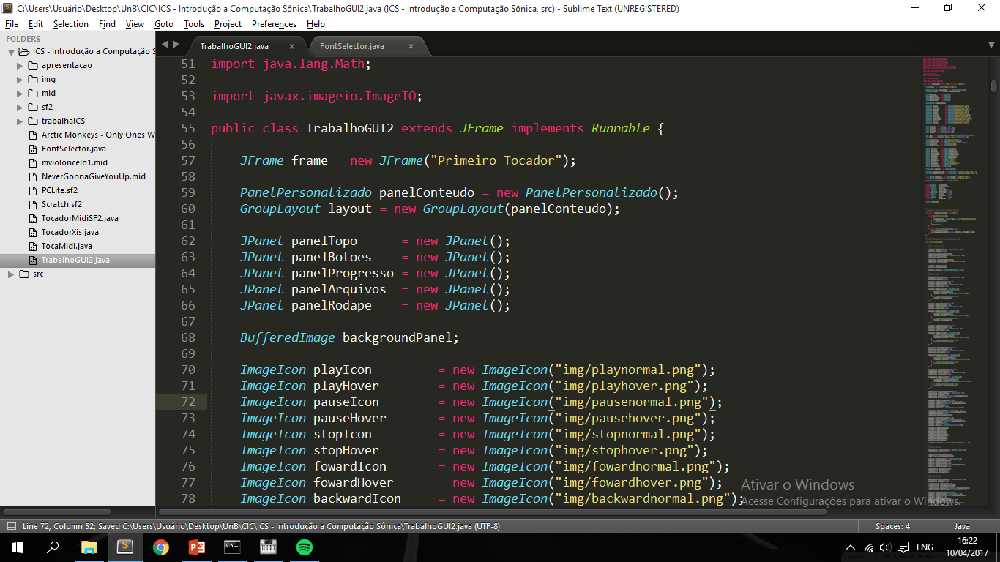 C:\Users\Usuário\Desktop\UnB\CIC\ICS - Introdução a Computação Sônica\TrabalhoGUI2.java (ICS - Introdução a Computação Sônica, src) - Sublime Text (UNREGISTERED)
File Edit Selection Find View Goto Tools Project Preferences Help
FOLDERS
ICS - Introdução a Computação S
apresentacao
img
mid
sf2
trabalhaICS
Arctic Monkeys - Only Ones W
FontSelector.java
mvioloncelo1.mid
NeverGonnaGiveYouUp.mid
PCLite.sf2
Scratch.sf2
TocadorMidiSF2.java
TocadorXis.java
TocaMidi.java
TrabalhoGUI2.java
src
TrabalhoGUI2.java × FontSelector.java ×
51 import java.lang.Math;
52
53 import javax.imageio.ImageIO;
54
55 public class TrabalhoGUI2 extends JFrame implements Runnable {
56
57 JFrame frame = new JFrame("Primeiro Tocador");
58
59 PanelPersonalizado panelConteudo = new PanelPersonalizado();
60 GroupLayout layout = new GroupLayout(panelConteudo);
61
62 JPanel panelTopo = new JPanel();
63 JPanel panelBotoes = new JPanel();
64 JPanel panelProgresso = new JPanel();
65 JPanel panelArquivos = new JPanel();
66 JPanel panelRodape = new JPanel();
67
68 BufferedImage backgroundPanel;
69
70 ImageIcon playIcon = new ImageIcon("img/playnormal.png");
71 ImageIcon playHover = new ImageIcon("img/playhover.png");
72 ImageIcon pauseIcon = new ImageIcon("img/pausenormal.png");
73 ImageIcon pauseHover = new ImageIcon("img/pausehover.png");
74 ImageIcon stopIcon = new ImageIcon("img/stopnormal.png");
75 ImageIcon stopHover = new ImageIcon("img/stophover.png");
76 ImageIcon fowardIcon = new ImageIcon("img/fowardnormal.png");
77 ImageIcon fowardHover = new ImageIcon("img/fowardhover.png");
78 ImageIcon backwardIcon = new ImageIcon("img/backwardnormal.png");
Ativar o Windows
Acesse Configurações para ativar o Windows.
Line 72, Column 52; Saved C:\Users\Usuário\Desktop\UnB\CIC\ICS - Introdução a Computação Sônica\TrabalhoGUI2.java (UTF-8) Spaces: 4 Java
ENG
16:22
10/04/2017